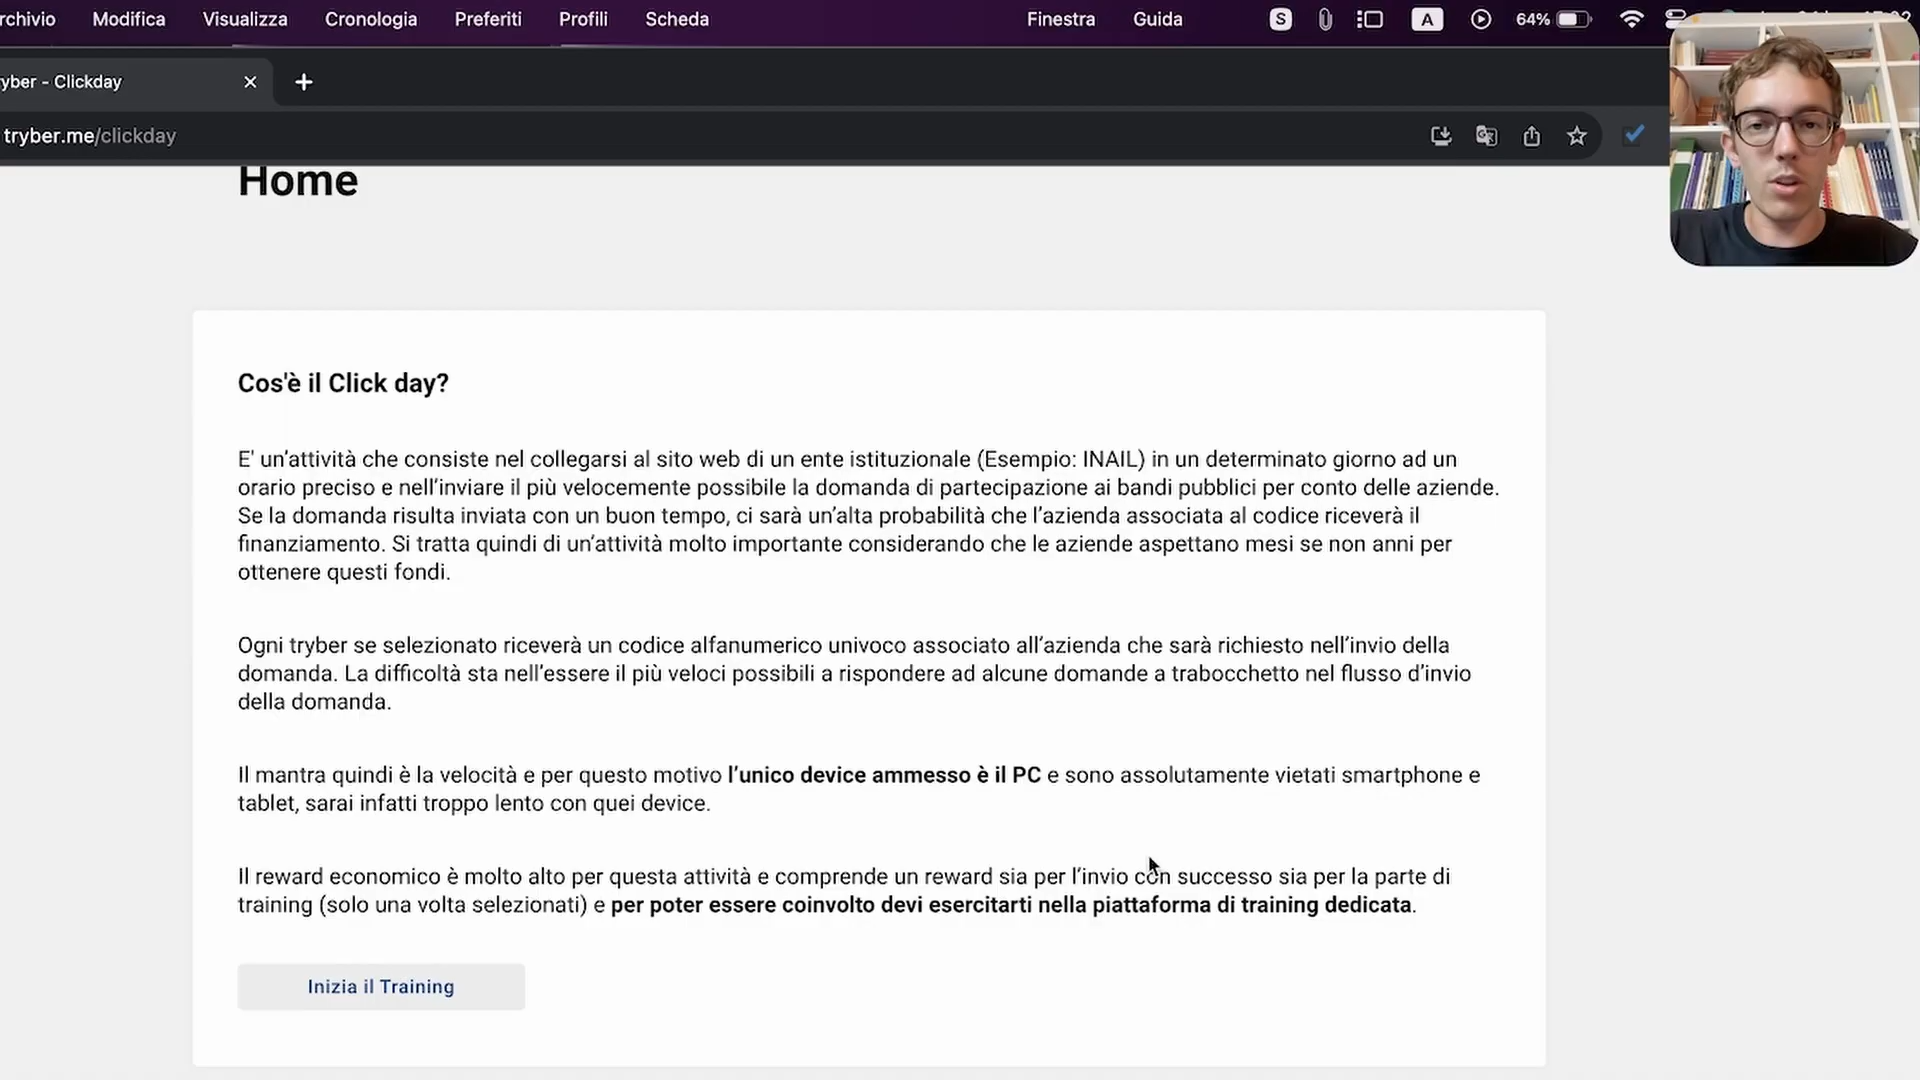 rchivio Modifica Visualizza Cronologia Preferiti Profili Scheda Finestra Guida S A 64%
yber - Clickday
tryber.me/clickday
Home
Cos'è il Click day?
E' un'attività che consiste nel collegarsi al sito web di un ente istituzionale (Esempio: INAIL) in un determinato giorno ad un
orario preciso e nell'inviare il più velocemente possibile la domanda di partecipazione ai bandi pubblici per conto delle aziende.
Se la domanda risulta inviata con un buon tempo, ci sarà un'alta probabilità che l'azienda associata al codice riceverà il
finanziamento. Si tratta quindi di un'attività molto importante considerando che le aziende aspettano mesi se non anni per
ottenere questi fondi.
Ogni tryber se selezionato riceverà un codice alfanumerico univoco associato all'azienda che sarà richiesto nell'invio della
domanda. La difficoltà sta nell'essere il più veloci possibili a rispondere ad alcune domande a trabocchetto nel flusso d'invio
della domanda.
Il mantra quindi è la velocità e per questo motivo l'unico device ammesso è il PC e sono assolutamente vietati smartphone e
tablet, sarai infatti troppo lento con quei device.
Il reward economico è molto alto per questa attività e comprende un reward sia per l'invio con successo sia per la parte di
training (solo una volta selezionati) e per poter essere coinvolto devi esercitarti nella piattaforma di training dedicata.
Inizia il Training